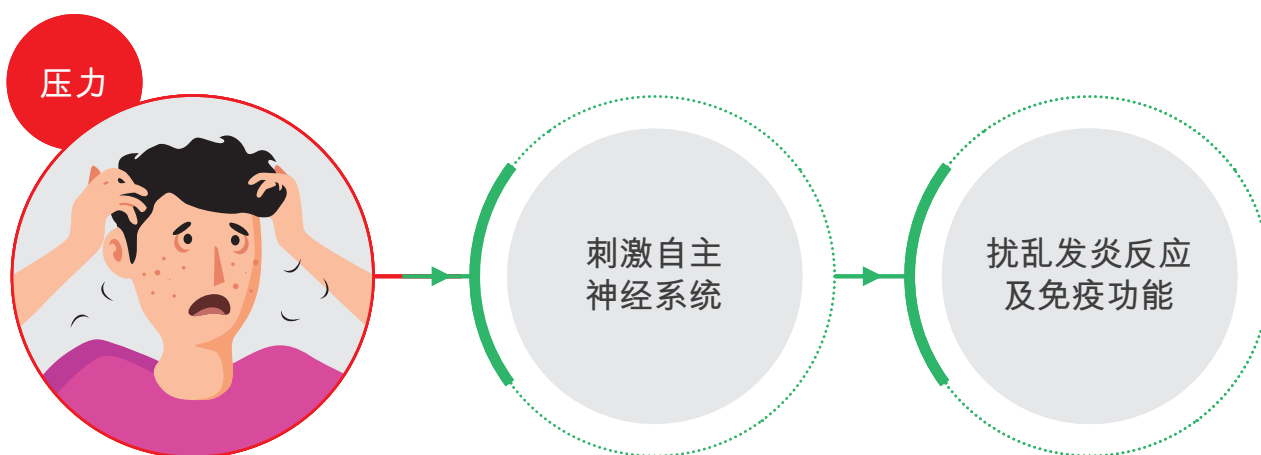 压力
刺激自主
神经系统
扰乱发炎反应
及免疫功能